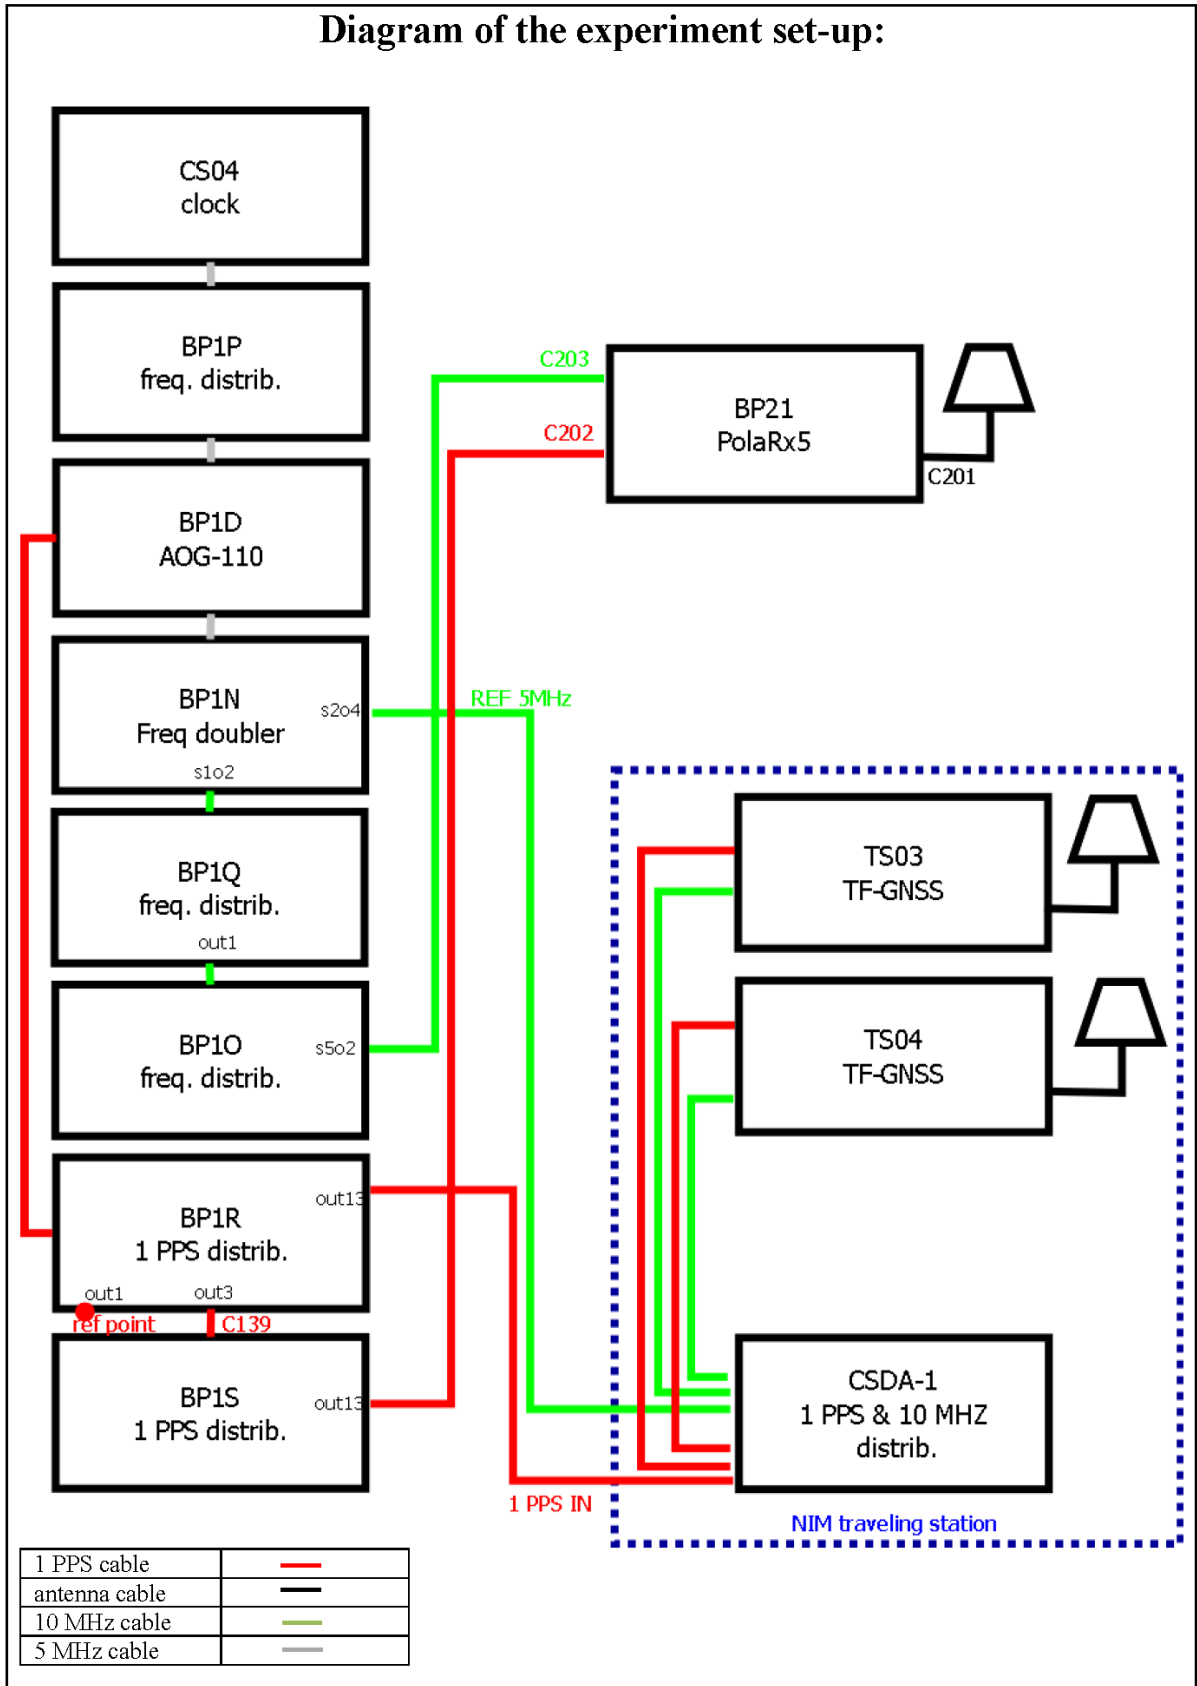 Diagram of the experiment set-up:
CS04
clock
BP1P
freq. distrib.
C203
C202
BP21
PolaRx5
C201
BP1D
AOG-110
BP1N
Freq doubler
s2o4
s1o2
REF 5MHz
BP1Q
freq. distrib.
out1
TS03
TF-GNSS
BP1O
freq. distrib.
s5o2
TS04
TF-GNSS
BP1R
1 PPS distrib.
out13
out1
out3
ref point
C139
BP1S
1 PPS distrib.
out13
CSDA-1
1 PPS & 10 MHZ
distrib.
1 PPS IN
NIM traveling station
1 PPS cable
antenna cable
10 MHz cable
5 MHz cable